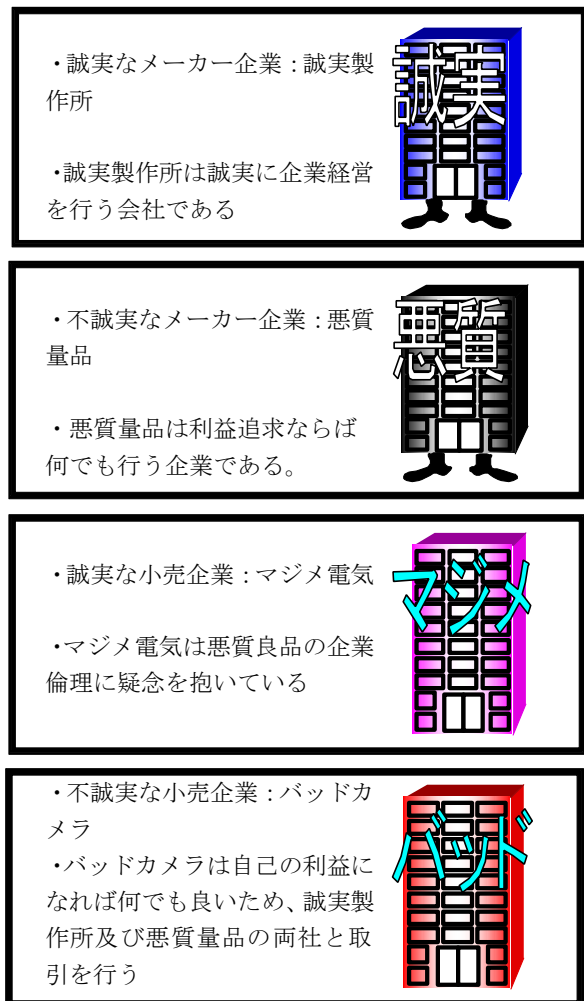 ・誠実なメーカー企業：誠実製
作所
・誠実製作所は誠実に企業経営
を行う会社である
誠実
・不誠実なメーカー企業：悪質
量品
・悪質量品は利益追求ならば
何でも行う企業である。
悪質
・誠実な小売企業：マジメ電気
・マジメ電気は悪質良品の企業
倫理に疑念を抱いている
マジメ
・不誠実な小売企業：バッドカ
メラ
・バッドカメラは自己の利益に
なれば何でも良いため、誠実製
作所及び悪質量品の両社と取
引を行う
バッド